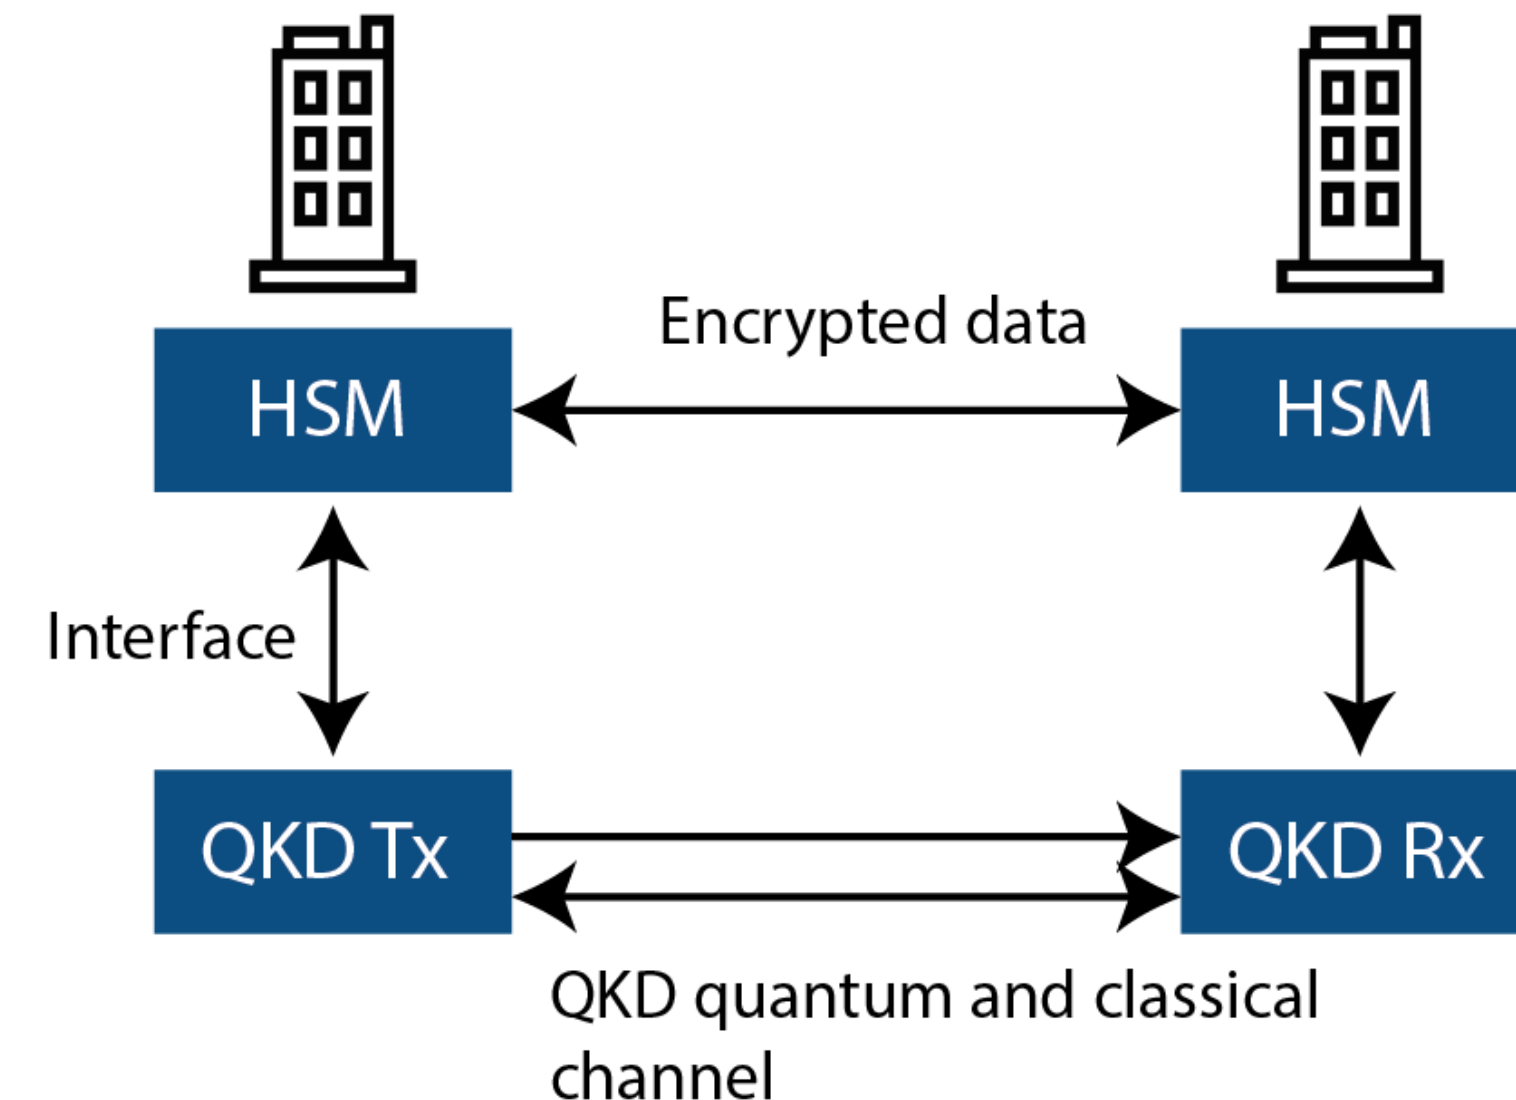 Encrypted data
HSM
HSM
Interface
QKD Tx
QKD Rx
QKD quantum and classical
channel